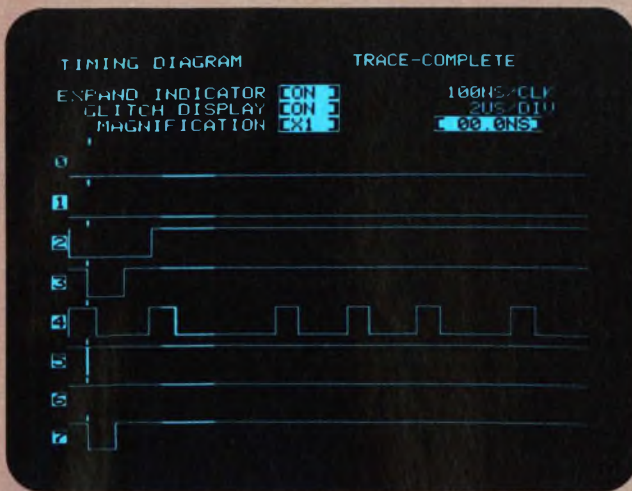 TIMING DIAGRAM
TRACE-COMPLETE
EXPAND INDICATOR [ON ]
100NS/CLK
GLITCH DISPLAY [ON ]
2US/DIV
MAGNIFICATION [X1 ]
[ 00.0NS]
0
1
2
3
4
5
6
7